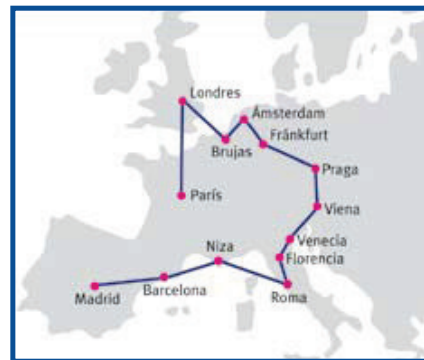 Londres
Ámsterdam
Fránkfurt
Brujas
Praga
París
Viena
Venecia
Niza
Florencia
Barcelona
Madrid
Roma